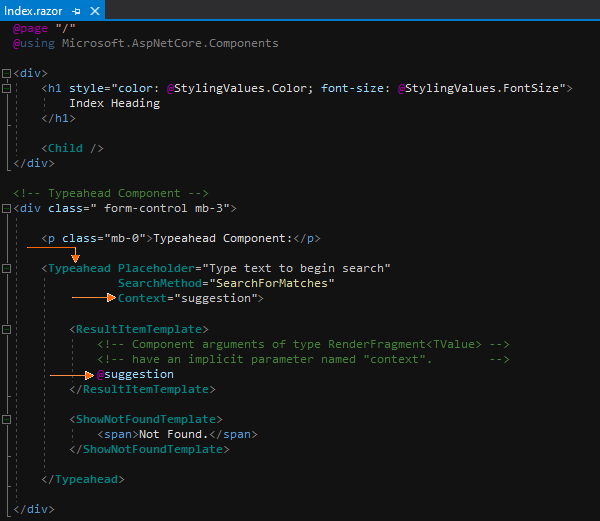 Index.razor
@page "/"
@using Microsoft.AspNetCore.Components
<div>
<h1 style="color: @StylingValues.Color; font-size: @StylingValues.FontSize">
Index Heading
</h1>
<Child />
</div>
<!-- Typeahead Component -->
<div class=" form-control mb-3">
<p class="mb-0">Typeahead Component:</p>
<Typeahead Placeholder="Type text to begin search"
SearchMethod="SearchForMatches"
Context="suggestion">
<ResultItemTemplate>
<!-- Component arguments of type RenderFragment<TValue> -->
<!-- have an implicit parameter named "context". -->
@suggestion
</ResultItemTemplate>
<ShowNotFoundTemplate>
<span>Not Found.</span>
</ShowNotFoundTemplate>
</Typeahead>
</div>